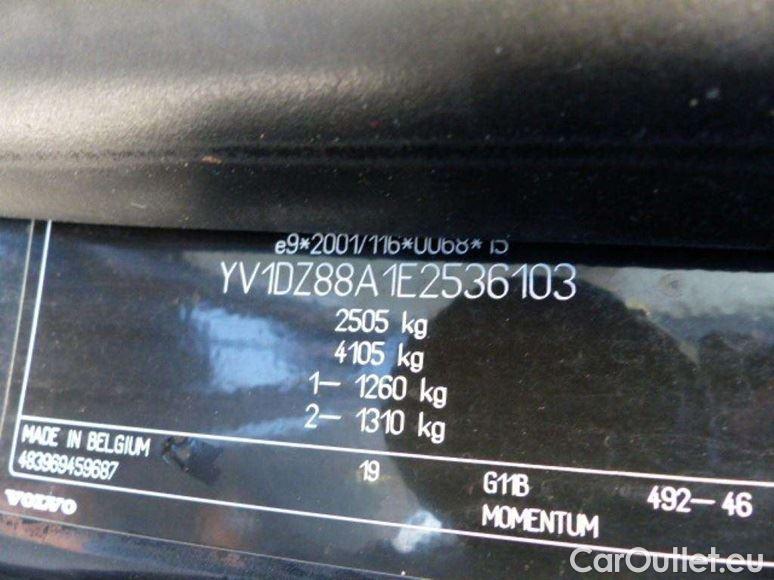 e9*2001/116*0068*15
YV1DZ88A1E2536103
2505 kg
4105 kg
1- 1260 kg
2- 1310 kg
MADE IN BELGIUM
483969459687
19 G11B 492-46
MOMENTUM
VOLVO
CarOutlet.eu